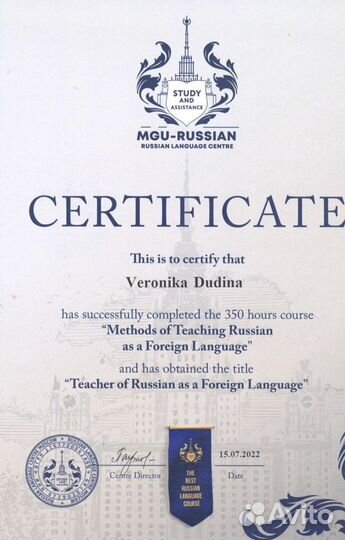 STUDY
AND
ASSISTANCE
MGU-RUSSIAN
RUSSIAN LANGUAGE CENTRE
CERTIFICATE
This is to certify that
Veronika Dudina
has successfully completed the 350 hours course
“Methods of Teaching Russian
as a Foreign Language”
and has obtained the title
“Teacher of Russian as a Foreign Language”
15.07.2022
Centre Director
Date
THE
BEST
RUSSIAN
LANGUAGE
COURSE
Avito